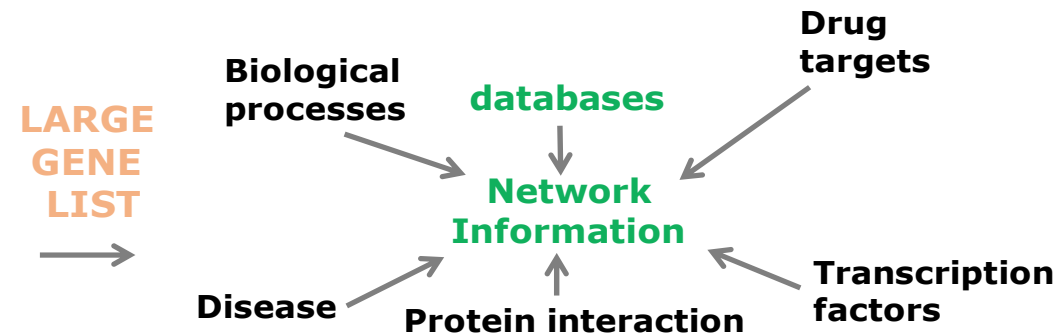 LARGE
GENE
LIST
Biological
processes
databases
Drug
targets
Network
Information
Disease
Protein interaction
Transcription
factors